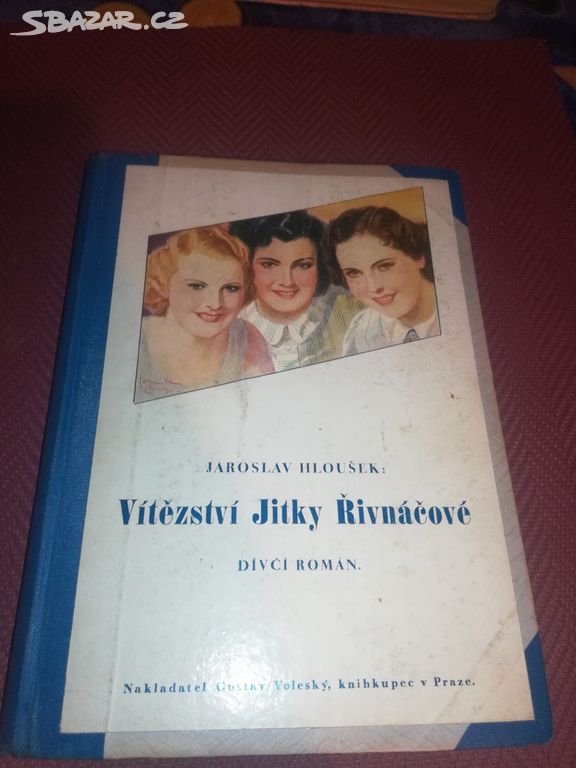 SBAZAR.CZ
JAROSLAV HLOUŠEK:
Vítězství Jitky Řivnáčové
DÍVČÍ ROMÁN.
Nakladatel Gustav Voleský, knihkupec v Praze.